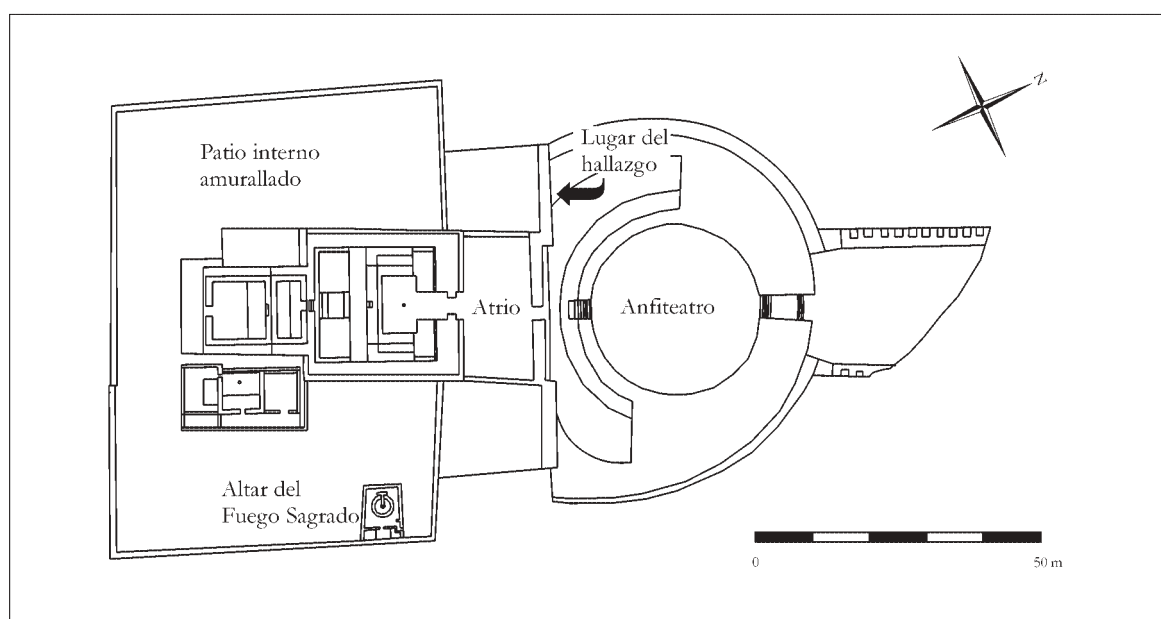 N
Lugar del
hallazgo
Patio interno
amurallado
Atrio
Anfiteatro
Altar del
Fuego Sagrado
0
50 m